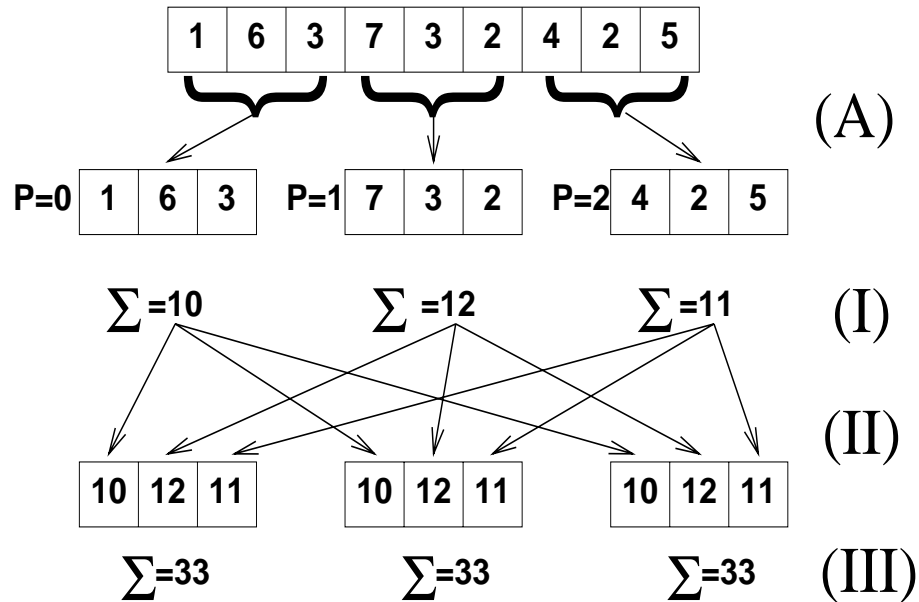 1 6 3 7 3 2 4 2 5
(A)
P=0 1 6 3 P=1 7 3 2 P=2 4 2 5
∑=10 ∑=12 ∑=11 (I)
(II)
10 12 11 10 12 11 10 12 11
∑=33 ∑=33 ∑=33 (III)